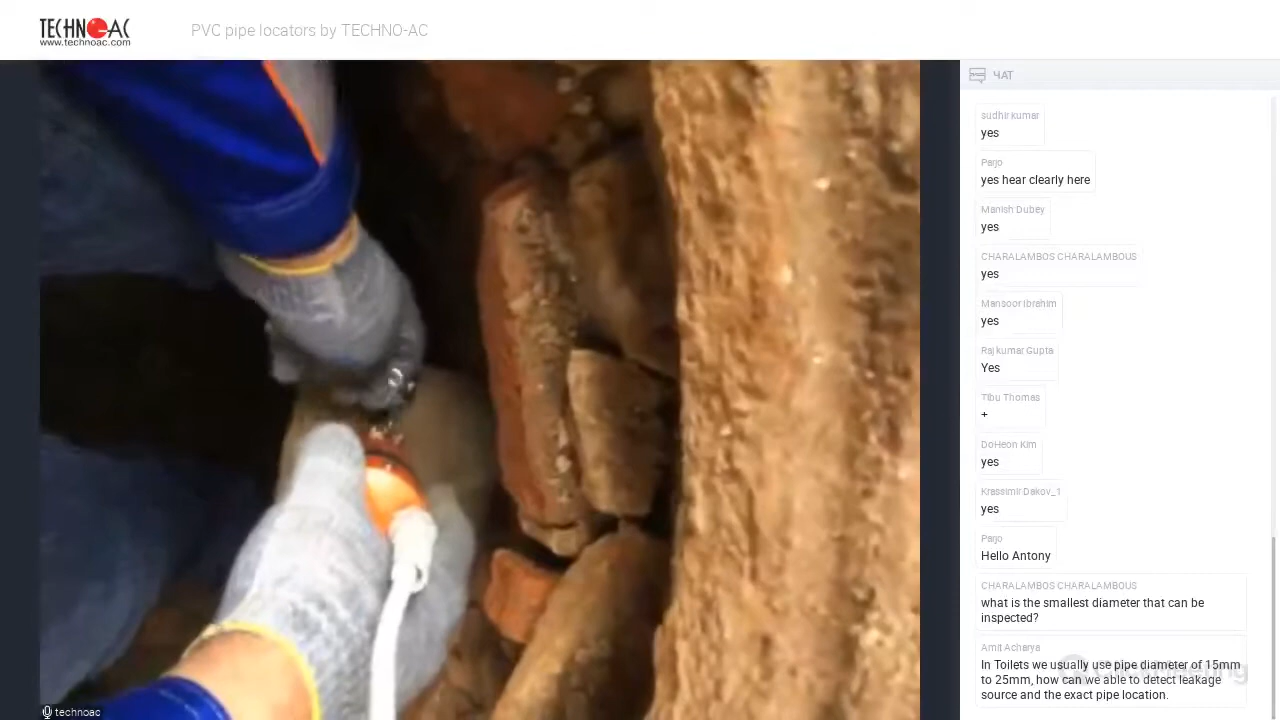 TECHNO-AC
www.technoac.com
PVC pipe locators by TECHNO-AC
ЧАТ
sudhir kumar
yes
Parjo
yes hear clearly here
Manish Dubey
yes
CHARALAMBOS CHARALAMBOUS
yes
Mansoor Ibrahim
yes
Raj kumar Gupta
Yes
Tibu Thomas
+
DoHeon Kim
yes
Krassimir Dakov_1
yes
Parjo
Hello Antony
CHARALAMBOS CHARALAMBOUS
what is the smallest diameter that can be
inspected?
Amit Acharya
In Toilets we usually use pipe diameter of 15mm
to 25mm, how can be able to detect leakage
source and the exact pipe location.
technoac